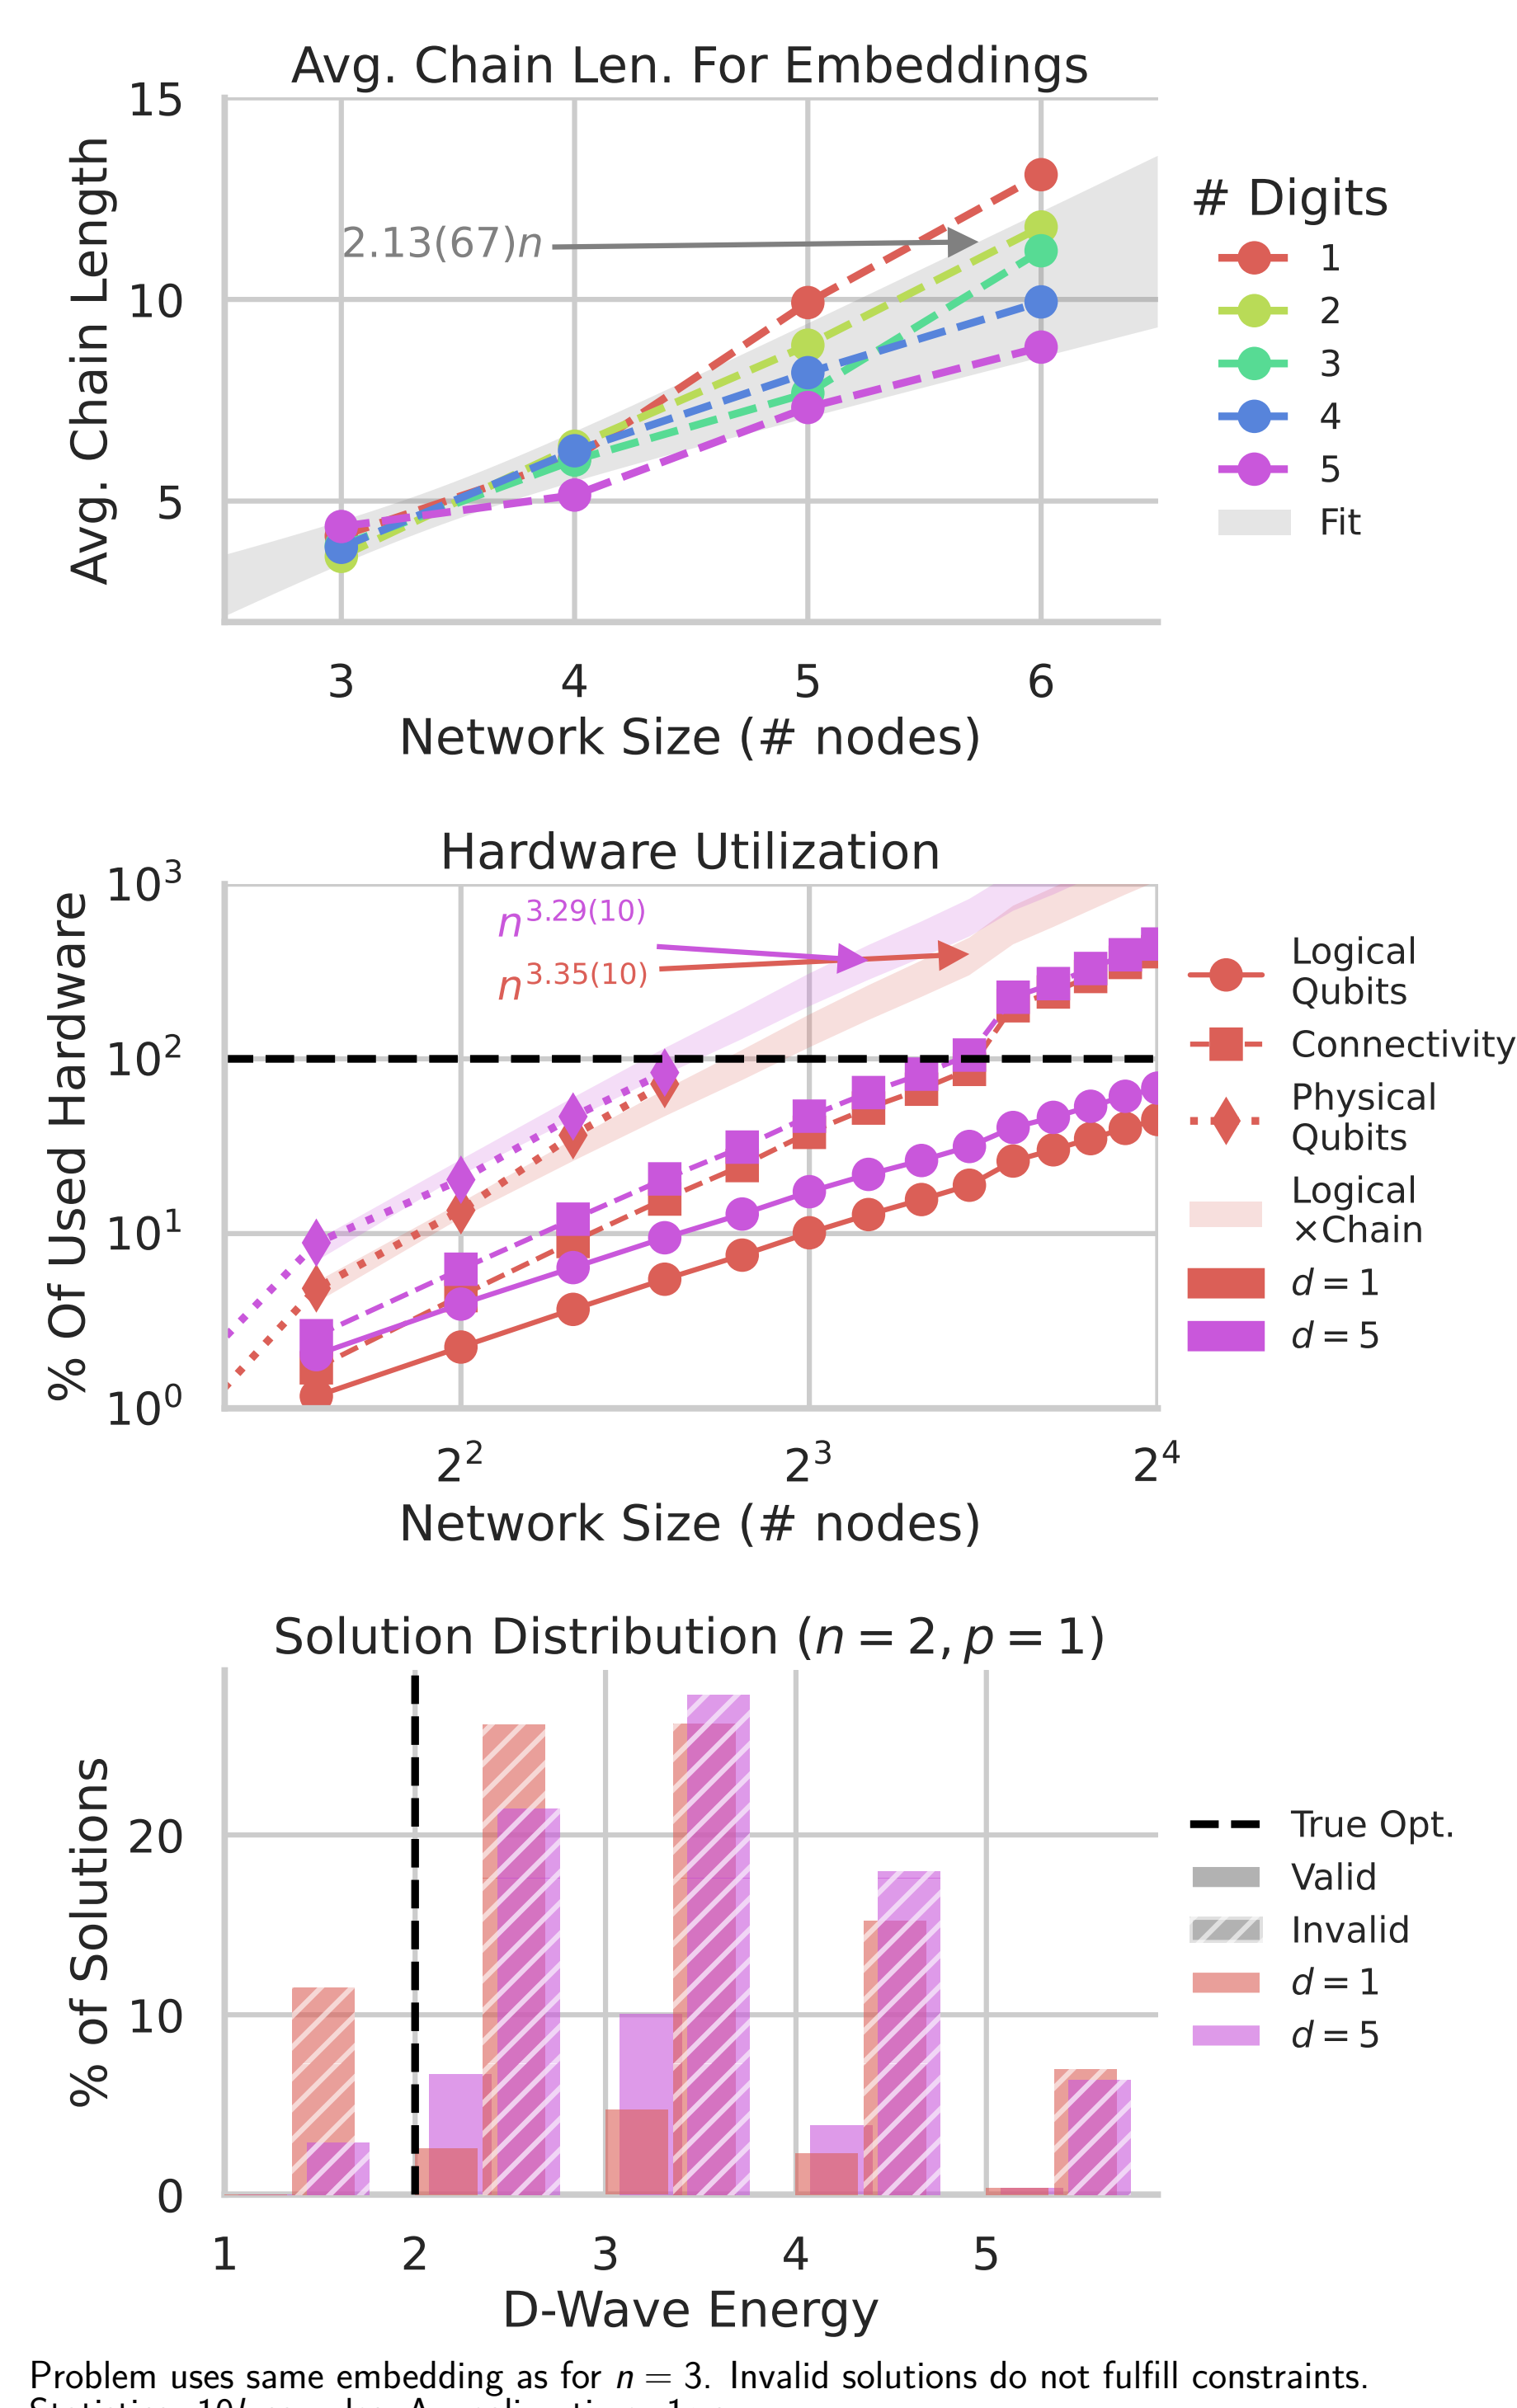 Avg. Chain Len. For Embeddings
Avg. Chain Length
15
10
5
2.13(67)n
3 4 5 6
Network Size (# nodes)
# Digits
1
2
3
4
5
Fit
Hardware Utilization
% Of Used Hardware
10³
10²
10¹
10⁰
n^3.29(10)
n^3.35(10)
2² 2³ 2⁴
Network Size (# nodes)
Logical
Qubits
Connectivity
Physical
Qubits
Logical
×Chain
d = 1
d = 5
Solution Distribution (n = 2, p = 1)
% of Solutions
20
10
0
1 2 3 4 5
D-Wave Energy
True Opt.
Valid
Invalid
d = 1
d = 5
Problem uses same embedding as for n = 3. Invalid solutions do not fulfill constraints.